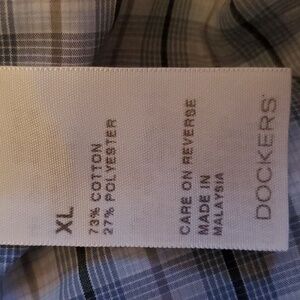 DOCKERS®
XL
73% COTTON
27% POLYESTER
CARE ON REVERSE
MADE IN
MALAYSIA